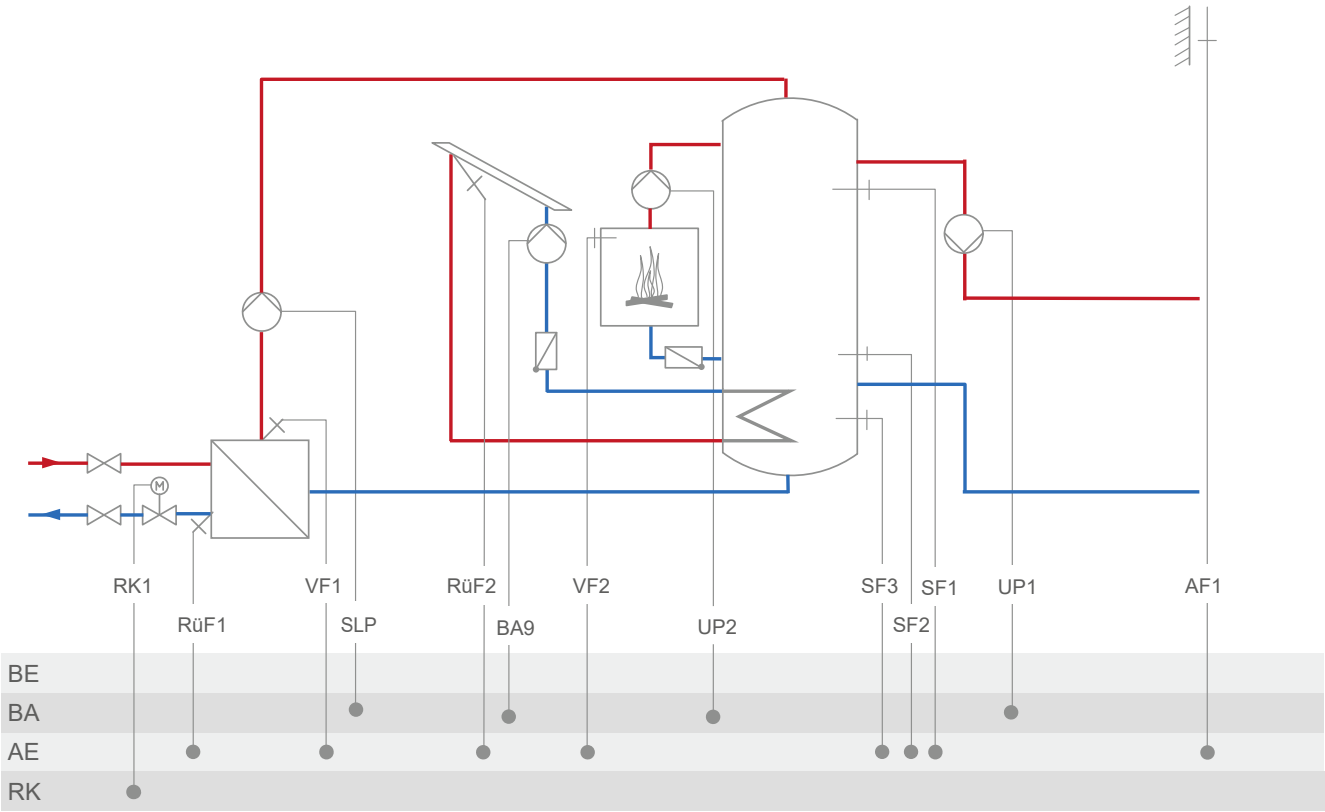 M
RK1 VF1 RüF2 VF2 SF3 SF1 UP1 AF1
RüF1 SLP BA9 UP2 SF2
BE
BA
AE
RK